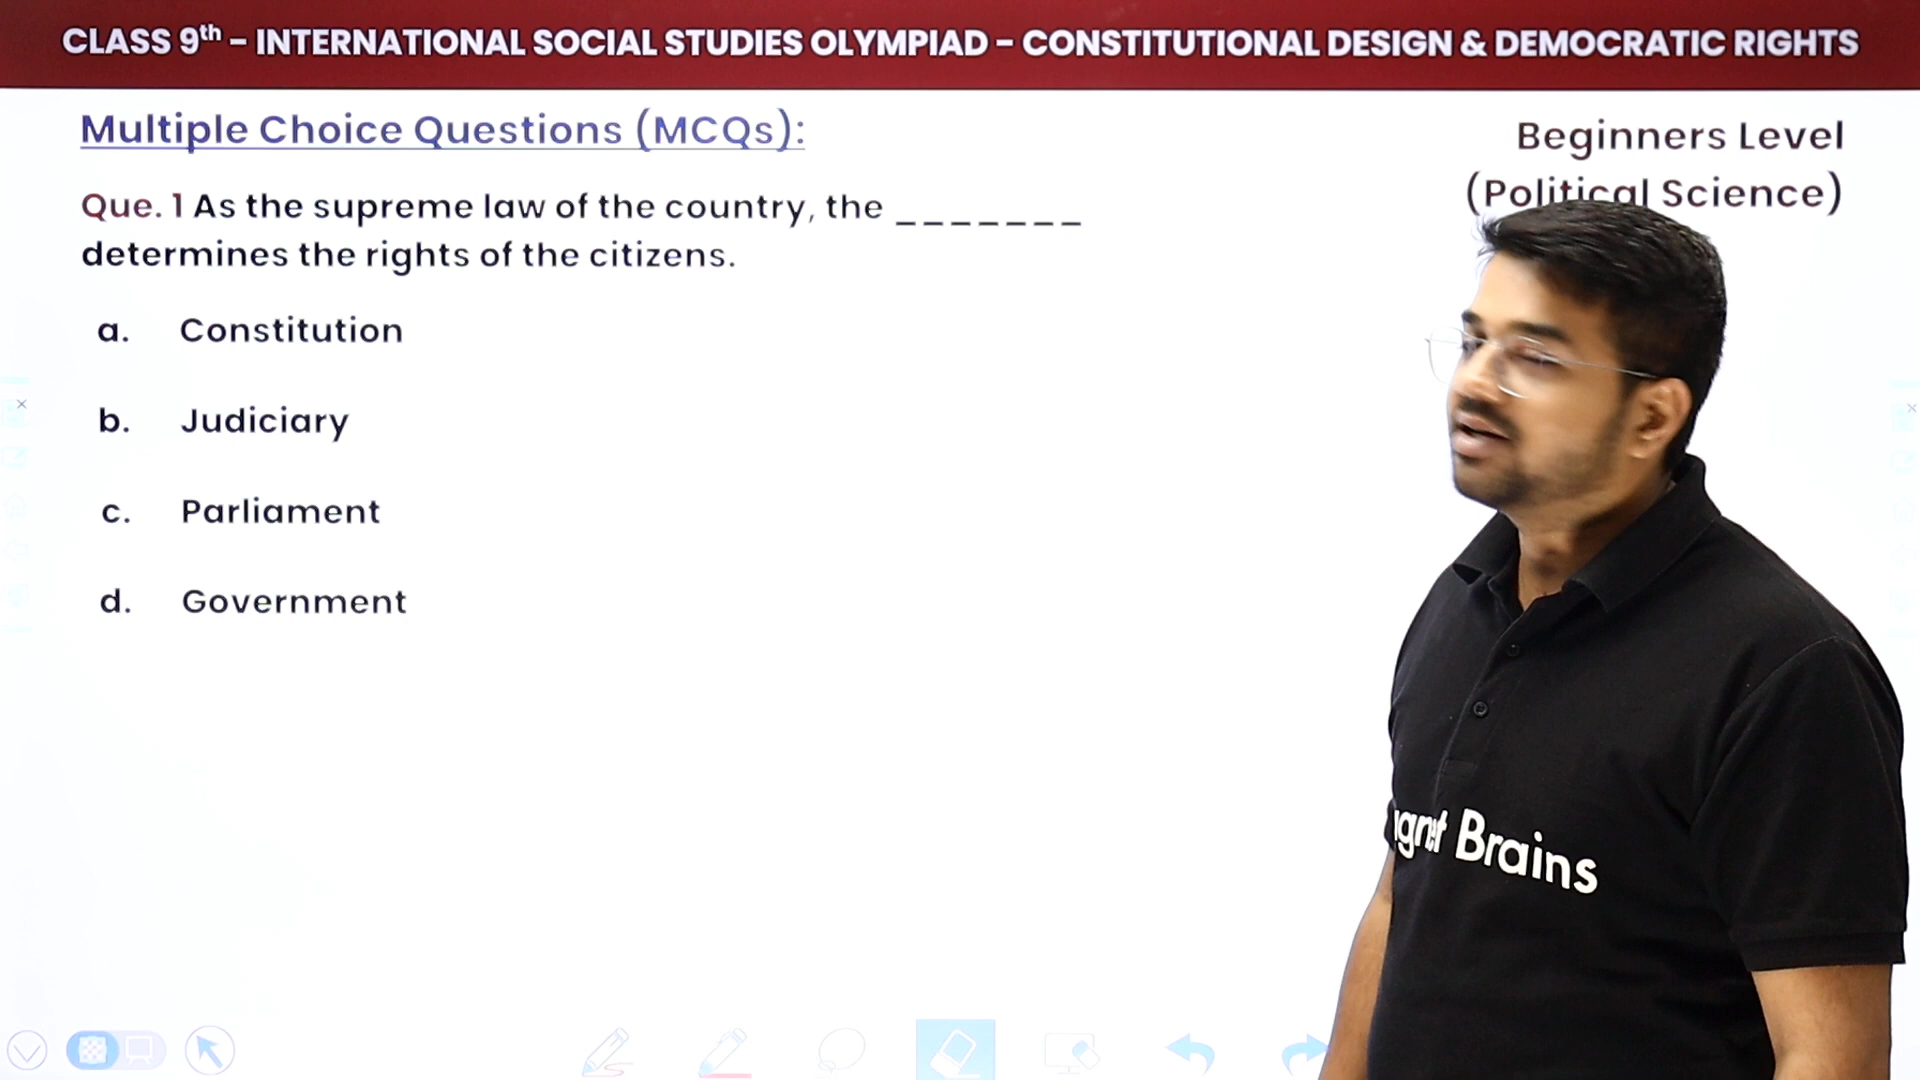 CLASS 9th – INTERNATIONAL SOCIAL STUDIES OLYMPIAD – CONSTITUTIONAL DESIGN & DEMOCRATIC RIGHTS
Multiple Choice Questions (MCQs):
Beginners Level
(Political Science)
Que. 1 As the supreme law of the country, the _______
determines the rights of the citizens.
a. Constitution
b. Judiciary
c. Parliament
d. Government
Brains